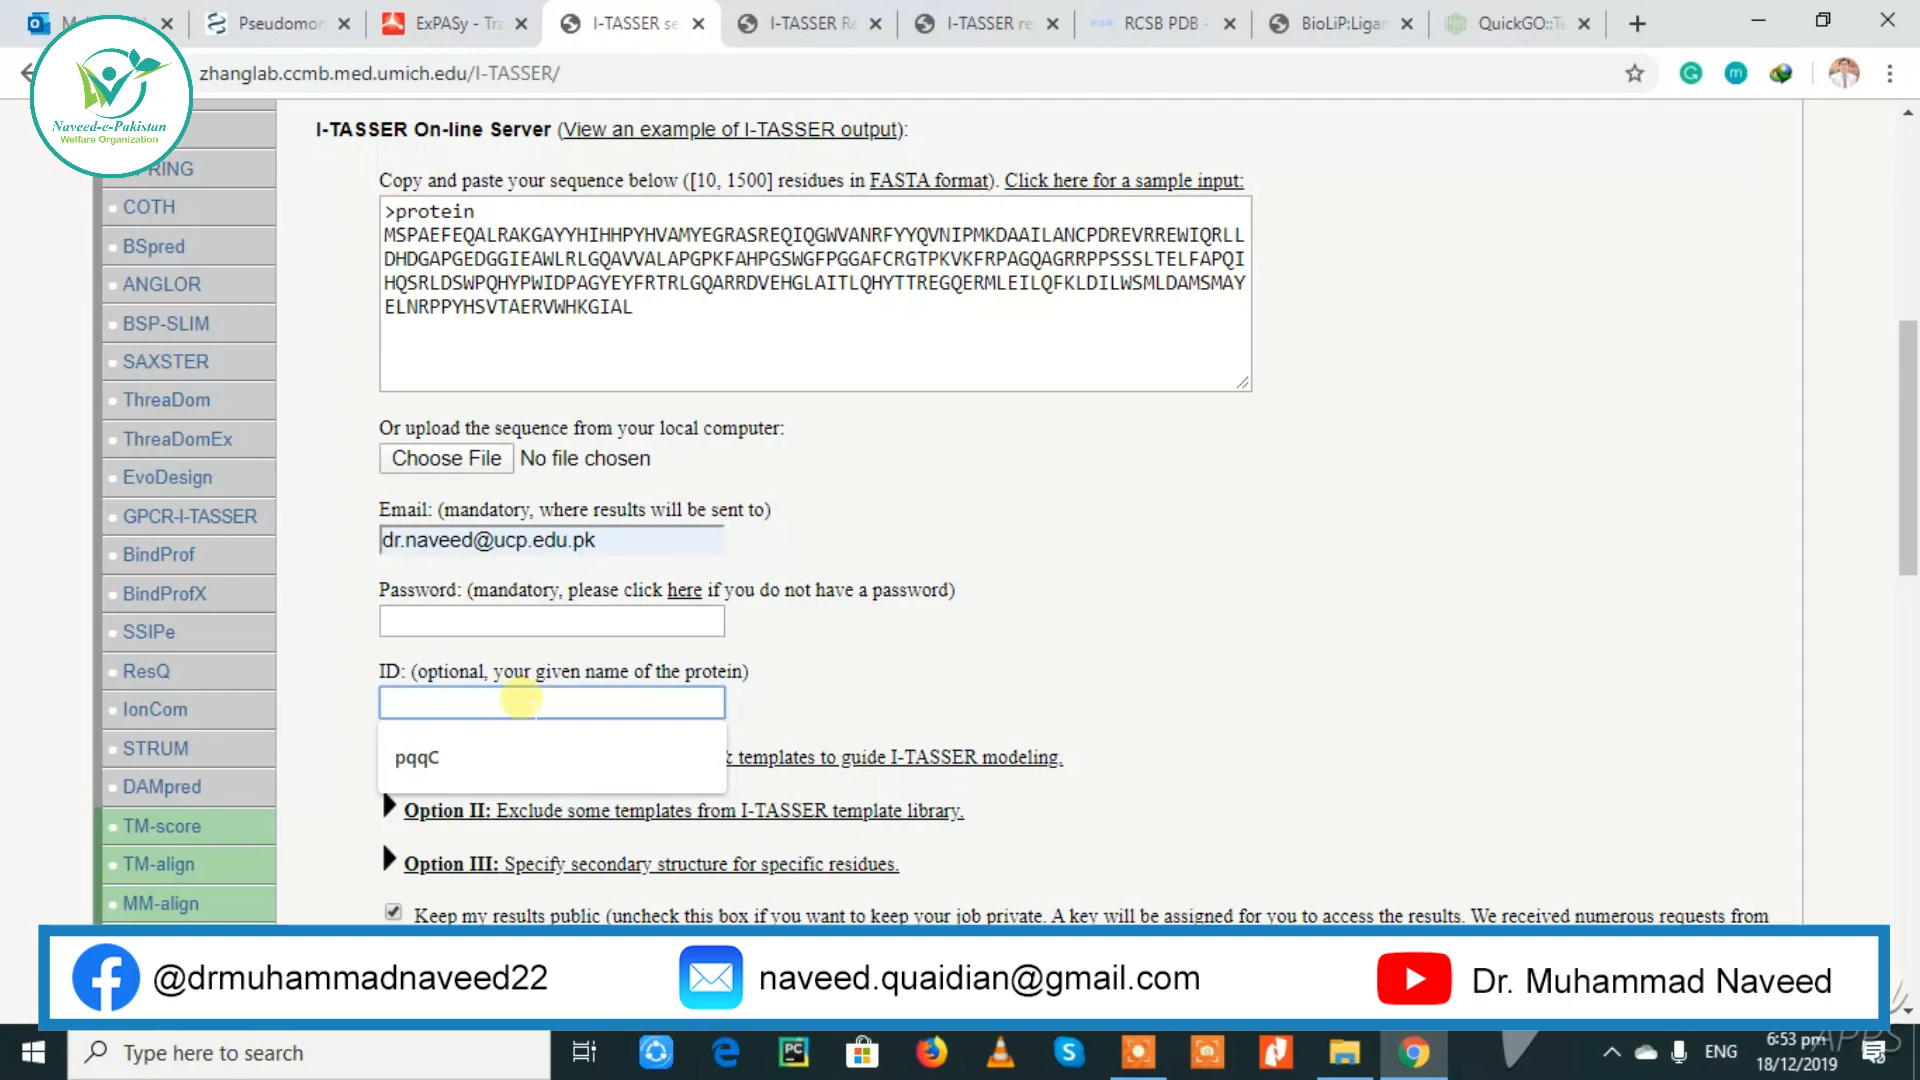 Pseudomon
ExPASy - Tra
I-TASSER se
I-TASSER Re
I-TASSER re
RCSB PDB -
BioLiP:Ligan
QuickGO::Te
zhanglab.ccmb.med.umich.edu/I-TASSER/
Naveed-e-Pakistan
Welfare Organization
I-TASSER On-line Server (View an example of I-TASSER output):
Copy and paste your sequence below ([10, 1500] residues in FASTA format). Click here for a sample input:
>protein
MSPAEFEQALRAKGAYYHIHHPYHVAMYEGRASREQIQGWVANRFYYQVNIPMKDAAILANCPDREVRREWIQRLL
DHDGAPGEDGGIEAWLRLGQAVVALAPGPKFAHPGSWGFPGGAFCRGTPKVKFRPAGQAGRRPPSSSLTELFAPQI
HQSRLDSWPQHYPWIDPAGYEYFRTRLGQARRDVEHGLAITLQHYTTREGQERMLEILQFKLDILWSMLDAMSMAY
ELNRPPYHSVTAERVWHKGIAL
Or upload the sequence from your local computer:
Choose File No file chosen
Email: (mandatory, where results will be sent to)
dr.naveed@ucp.edu.pk
Password: (mandatory, please click here if you do not have a password)
ID: (optional, your given name of the protein)
pqqC
templates to guide I-TASSER modeling.
Option II: Exclude some templates from I-TASSER template library.
Option III: Specify secondary structure for specific residues.
Keep my results public (uncheck this box if you want to keep your job private. A key will be assigned for you to access the results. We received numerous requests from
RING
COTH
BSpred
ANGLOR
BSP-SLIM
SAXSTER
ThreaDom
ThreaDomEx
EvoDesign
GPCR-I-TASSER
BindProf
BindProfX
SSIPe
ResQ
IonCom
STRUM
DAMpred
TM-score
TM-align
MM-align
@drmuhammadnaveed22
naveed.quaidian@gmail.com
Dr. Muhammad Naveed
APPS
Type here to search
ENG
6:53 pm
18/12/2019